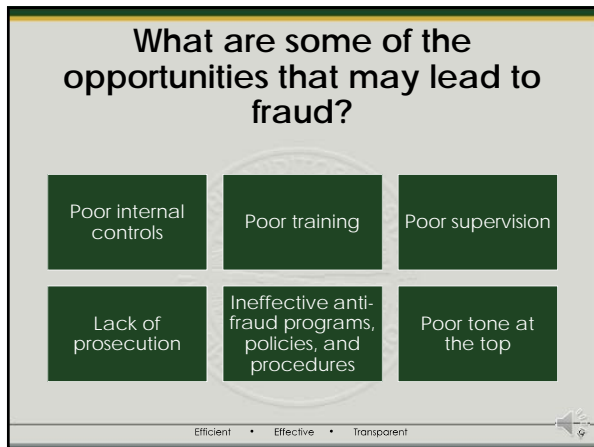 What are some of the
opportunities that may lead to
fraud?
Poor internal
controls
Poor training
Poor supervision
Lack of
prosecution
Ineffective anti-
fraud programs,
policies, and
procedures
Poor tone at
the top
Efficient • Effective • Transparent